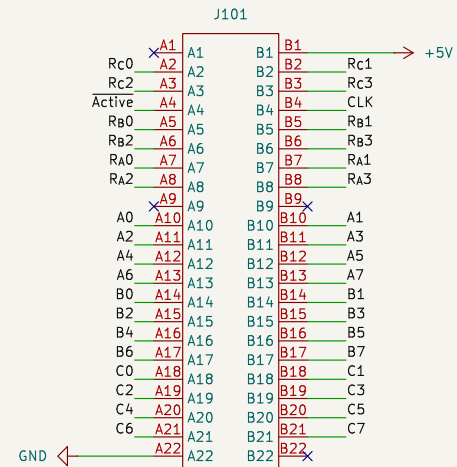 J101
A1 A1 B1 B1 +5V
RC0 A2 A2 B2 B2 RC1
RC2 A3 A3 B3 B3 RC3
Active A4 A4 B4 B4 CLK
RB0 A5 A5 B5 B5 RB1
RB2 A6 A6 B6 B6 RB3
RA0 A7 A7 B7 B7 RA1
RA2 A8 A8 B8 B8 RA3
A9 A9 B9 B9
A0 A10 A10 B10 B10 A1
A2 A11 A11 B11 B11 A3
A4 A12 A12 B12 B12 A5
A6 A13 A13 B13 B13 A7
B0 A14 A14 B14 B14 B1
B2 A15 A15 B15 B15 B3
B4 A16 A16 B16 B16 B5
B6 A17 A17 B17 B17 B7
C0 A18 A18 B18 B18 C1
C2 A19 A19 B19 B19 C3
C4 A20 A20 B20 B20 C5
C6 A21 A21 B21 B21 C7
GND A22 A22 B22 B22